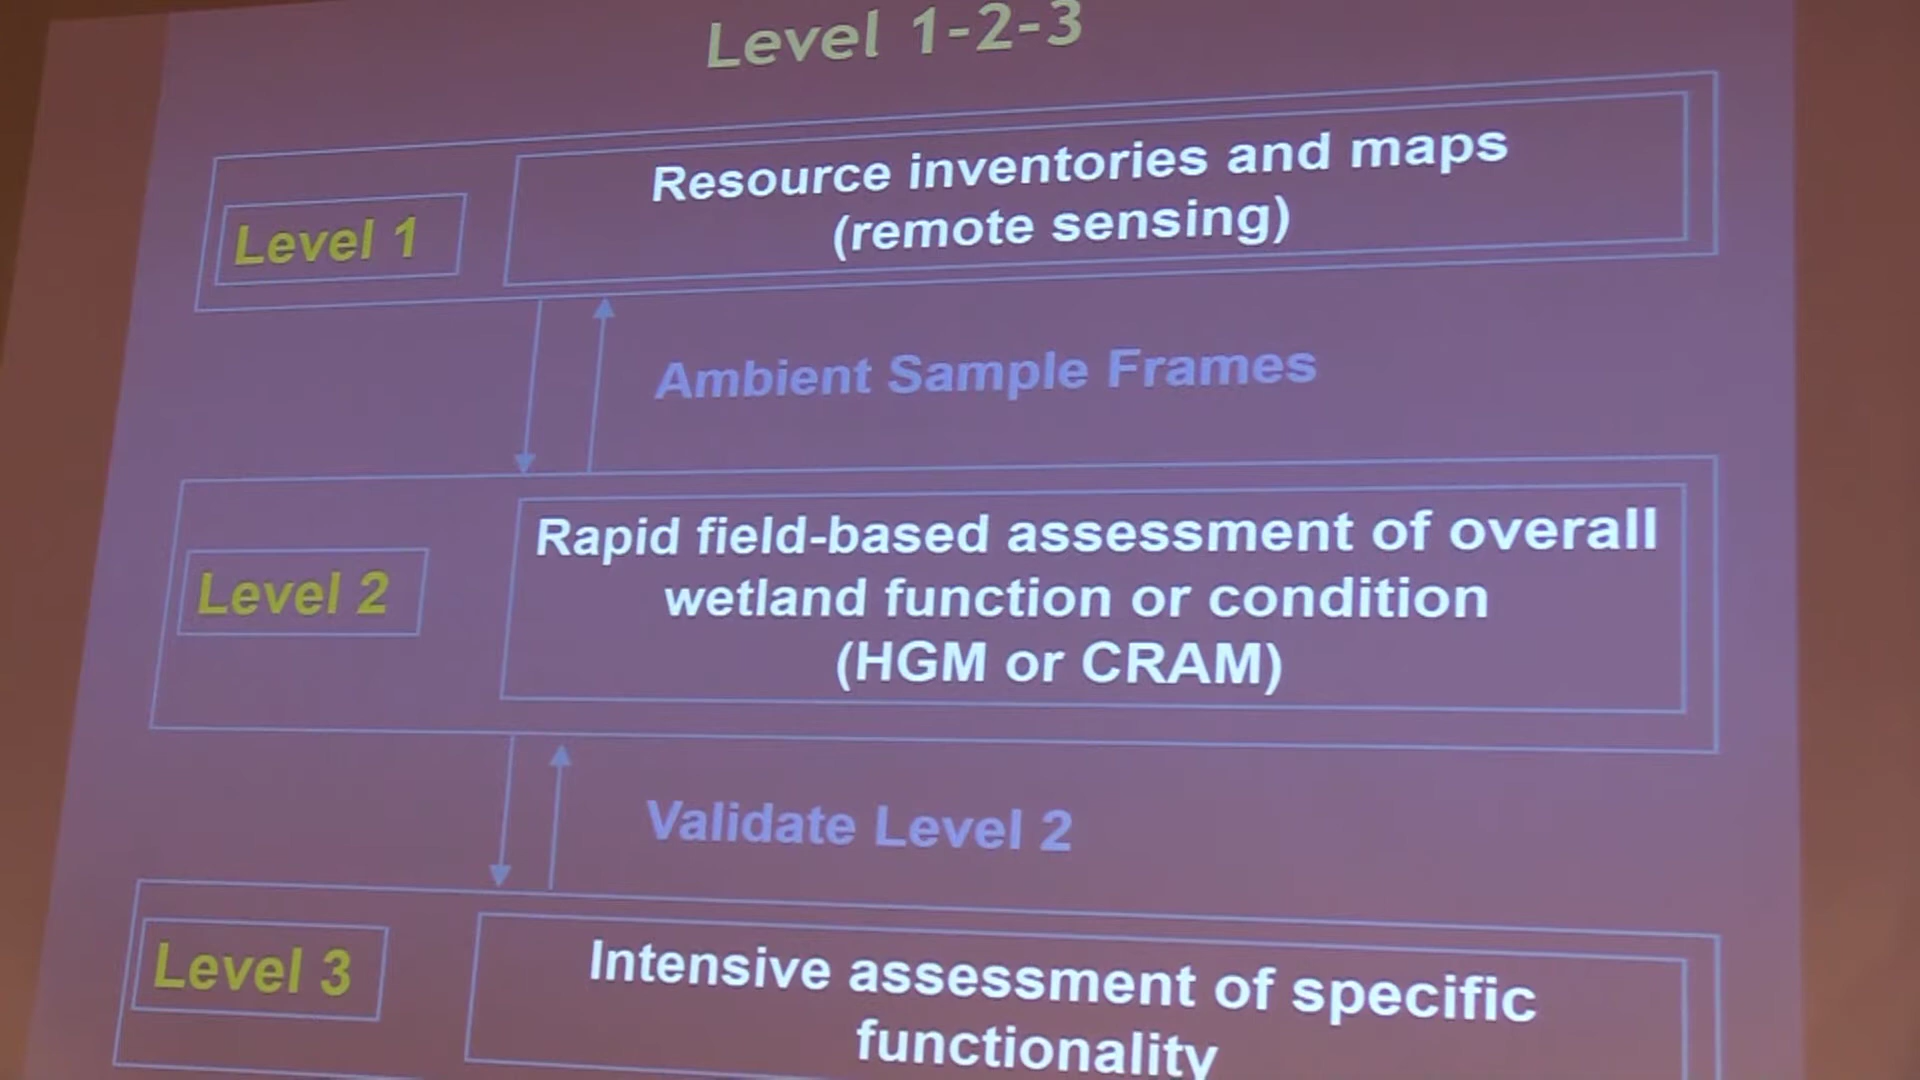 Level 1-2-3
Level 1
Resource inventories and maps
(remote sensing)
Ambient Sample Frames
Level 2
Rapid field-based assessment of overall
wetland function or condition
(HGM or CRAM)
Validate Level 2
Level 3
Intensive assessment of specific
functionality